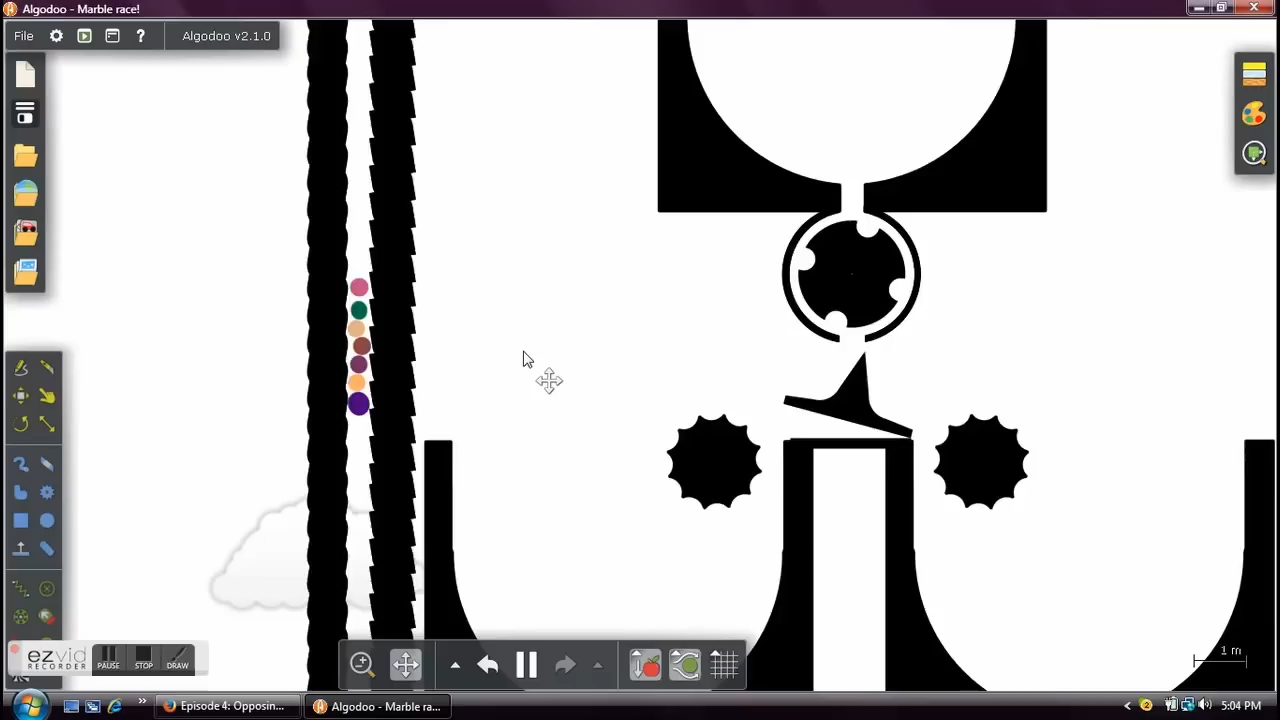 Algodoo - Marble race!
File
?
Algodoo v2.1.0
1 m
ezvid
RECORDER
PAUSE
STOP
DRAW
Episode 4: Opposin...
Algodoo - Marble ra...
2
5:04 PM